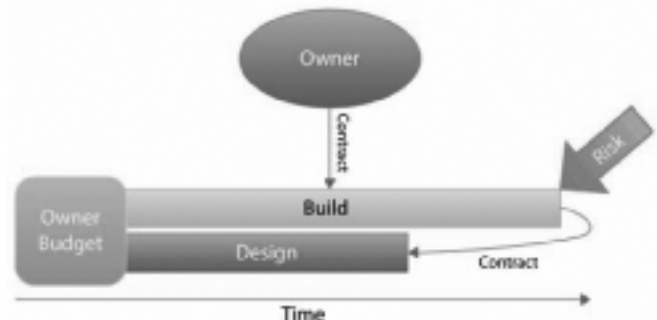 Owner
Contract
Risk
Build
Owner
Budget
Design
Contract
Time